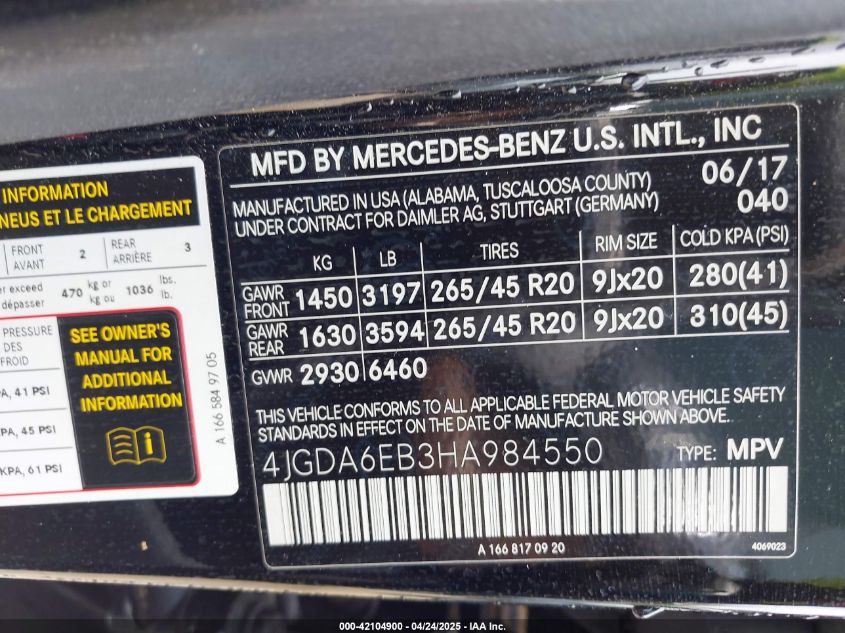 INFORMATION
NEUS ET LE CHARGEMENT
FRONT
AVANT
2
REAR
ARRIÈRE
3
er exceed
dépasser
470
kg or
kg ou
1036
lbs.
lb.
PRESSURE
DES
FROID
PA, 41 PSI
PA, 45 PSI
KPA, 61 PSI
SEE OWNER'S
MANUAL FOR
ADDITIONAL
INFORMATION
A 166 584 97 05
MFD BY MERCEDES-BENZ U.S. INTL., INC
MANUFACTURED IN USA (ALABAMA, TUSCALOOSA COUNTY) 06/17
UNDER CONTRACT FOR DAIMLER AG, STUTTGART (GERMANY) 040
KG LB TIRES RIM SIZE COLD KPA (PSI)
GAWR
FRONT 1450 3197 265/45 R20 9Jx20 280(41)
GAWR
REAR 1630 3594 265/45 R20 9Jx20 310(45)
GVWR 2930 6460
THIS VEHICLE CONFORMS TO ALL APPLICABLE FEDERAL MOTOR VEHICLE SAFETY
STANDARDS IN EFFECT ON THE DATE OF MANUFACTURE SHOWN ABOVE.
4JGDA6EB3HA984550 TYPE: MPV
A 166 817 09 20 4069023
000-42104900 - 04/24/2025 - IAA Inc.